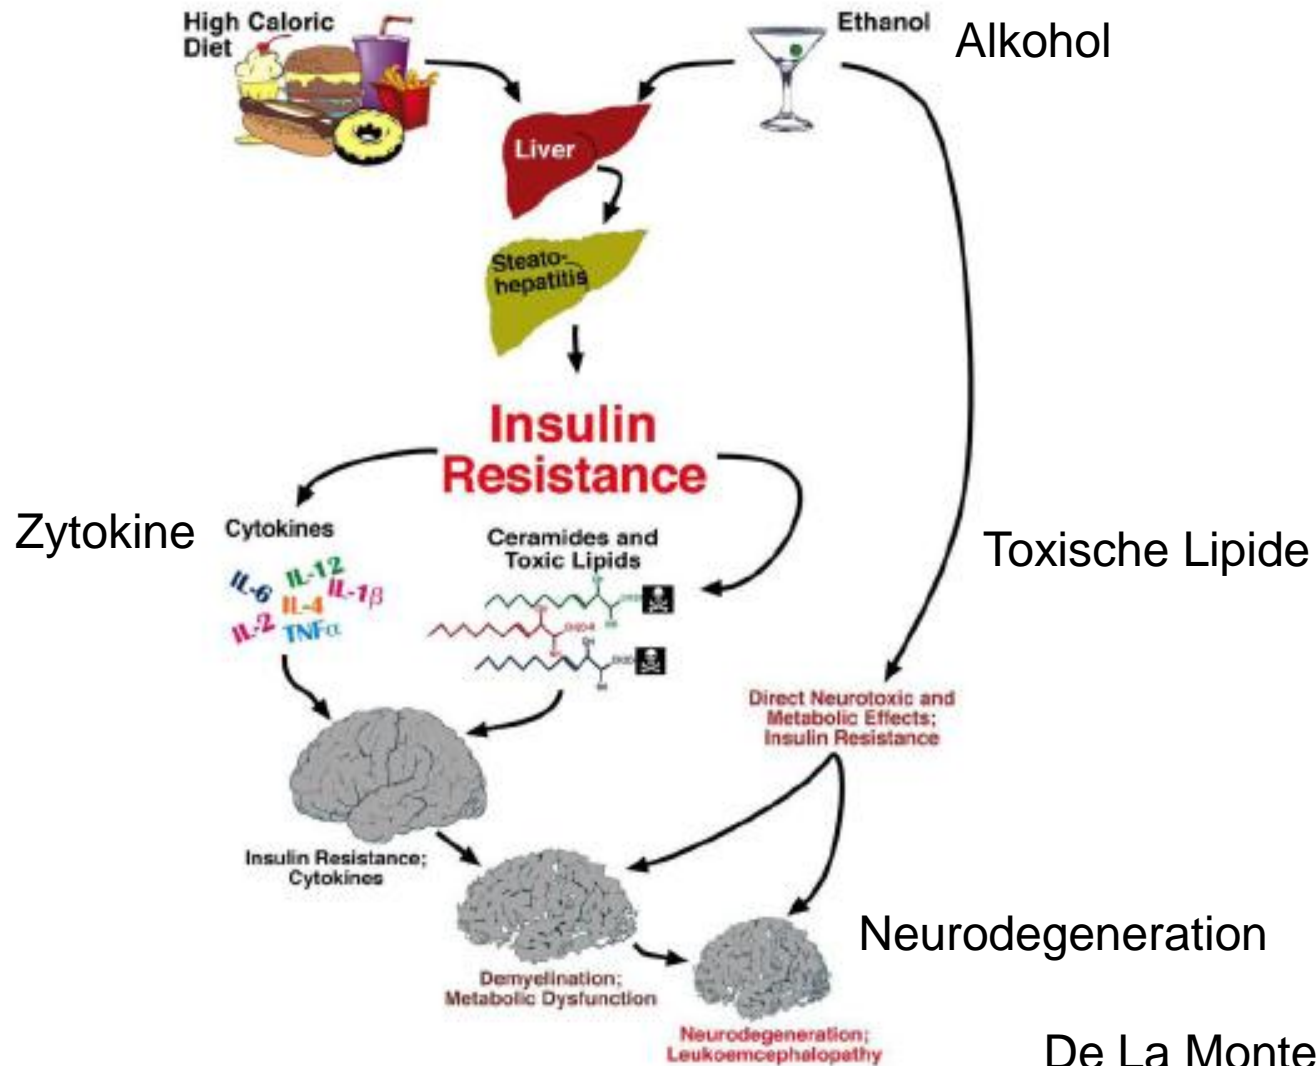 High Caloric
Diet
Ethanol
Alkohol
Liver
Steato-
hepatitis
Insulin
Resistance
Zytokine
Cytokines
IL-6
IL-12
IL-1β
IL-4
IL-2
TNFα
Ceramides and
Toxic Lipids
Toxische Lipide
Direct Neurotoxic and
Metabolic Effects;
Insulin Resistance
Insulin Resistance;
Cytokines
Neurodegeneration
Demyelination;
Metabolic Dysfunction
Neurodegeneration;
Leukoemcephalopathy
De La Monte